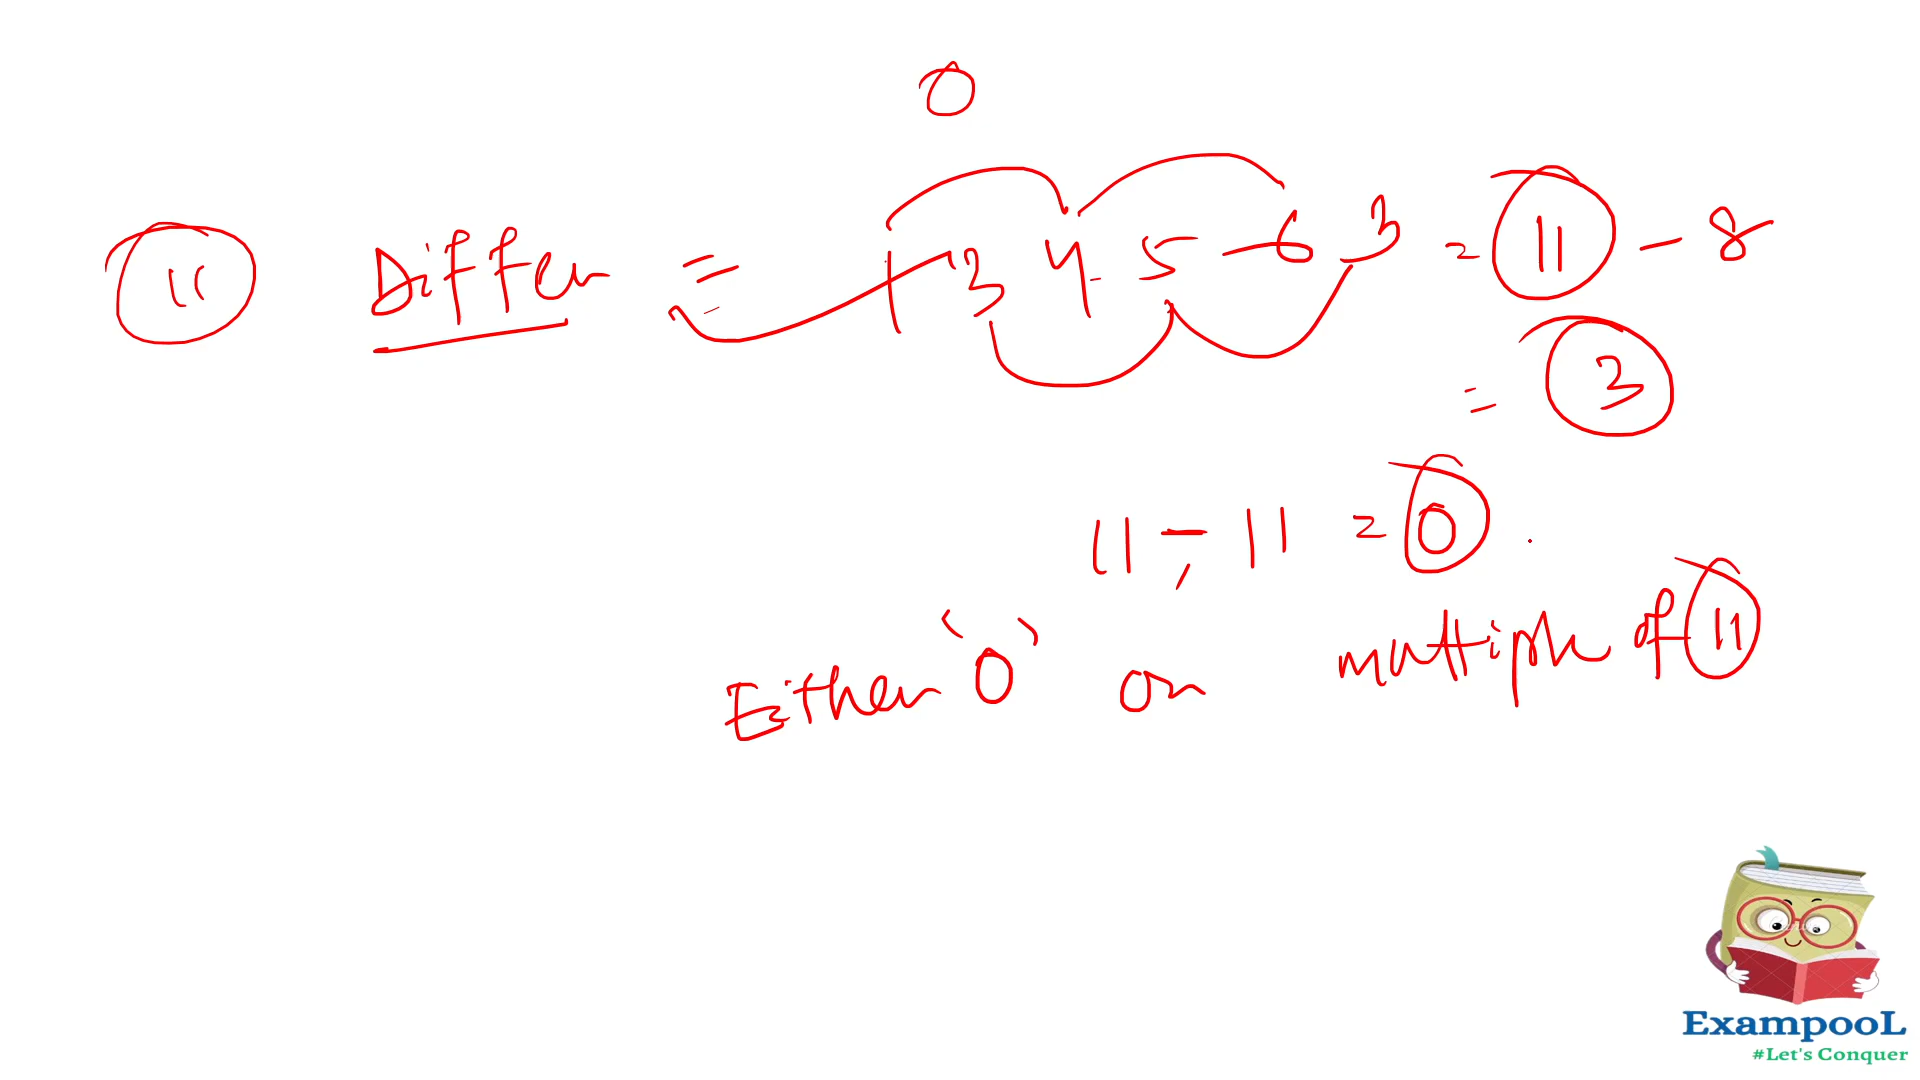 0
11 Differ = 1 3 4 5 6 3 = 11 - 8
= 3
11 - 11 = 0
Either '0' or multiple of 11
ExampooL
#Let's Conquer